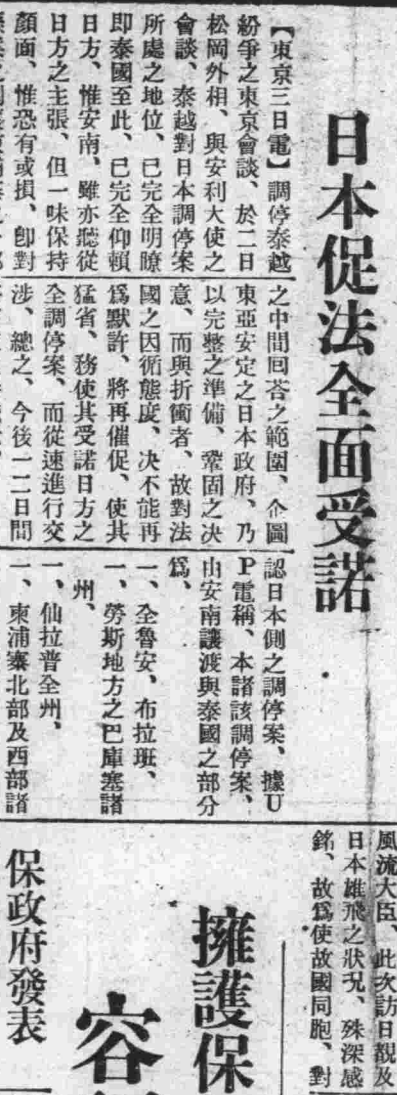 日本促法全面受諾
【東京三日電】調停泰越
紛爭之東京會談、於二日
松岡外相、與安利大使之
會談、泰越對日本調停案
所處之地位、已完全明瞭
即泰國至此、已完全仰賴
日方、惟安南、雖亦聽從
日方之主張、但一味保持
顏面、惟恐有或損、卽對
之中間囘荅之範圍、企圖
東亞安定之日本政府、乃
以完整之準備、鞏固之决
意、而與折衝者、故對法
國之因循態度、决不能再
爲默許、將再催促、使其
猛省、務使其受諾日方之
全調停案、而從速進行交
涉、總之、今後一二日間
認日本側之調停案、據U
P電稱、本諸該調停案、
由安南讓渡與泰國之部分
爲、
一、全魯安、布拉班、
一、勞斯地方之巴庫塞諸
州、
一、仙拉普全州、
一、柬浦寨北部及西部諸
風流大臣、此次訪日覩及
日本雄飛之狀况、殊深感
銘、故爲使故國同胞、對
擁護保
容
保政府發表